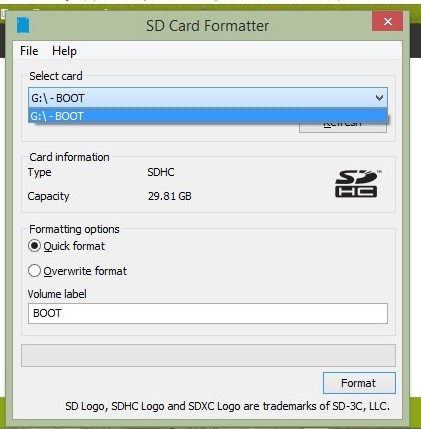 SD Card Formatter
File Help
Select card
G:\ - BOOT
G:\ - BOOT
Refresh
Card information
Type SDHC
Capacity 29.81 GB
SD
HC
Formatting options
Quick format
Overwrite format
Volume label
BOOT
Format
SD Logo, SDHC Logo and SDXC Logo are trademarks of SD-3C, LLC.